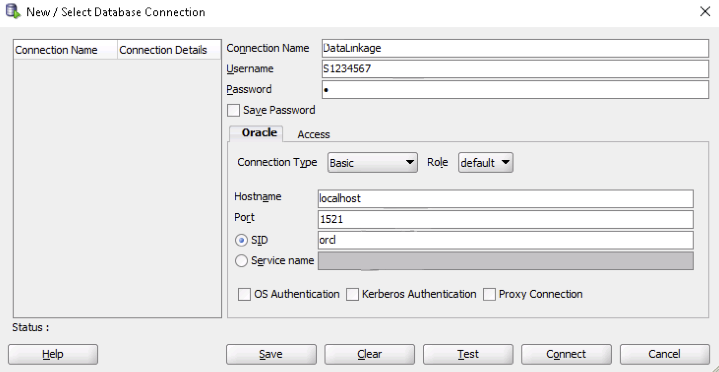 New / Select Database Connection
Connection Name Connection Details
Connection Name DataLinkage
Username S1234567
Password •
Save Password
Oracle Access
Connection Type Basic Role default
Hostname localhost
Port 1521
SID orcl
Service name
OS Authentication Kerberos Authentication Proxy Connection
Status :
Help Save Clear Test Connect Cancel